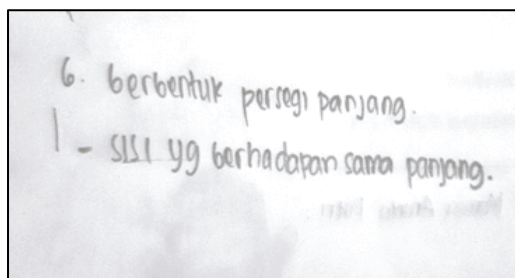 6. berbentuk persegi panjang.
| - sisi yg berhadapan sama panjang.